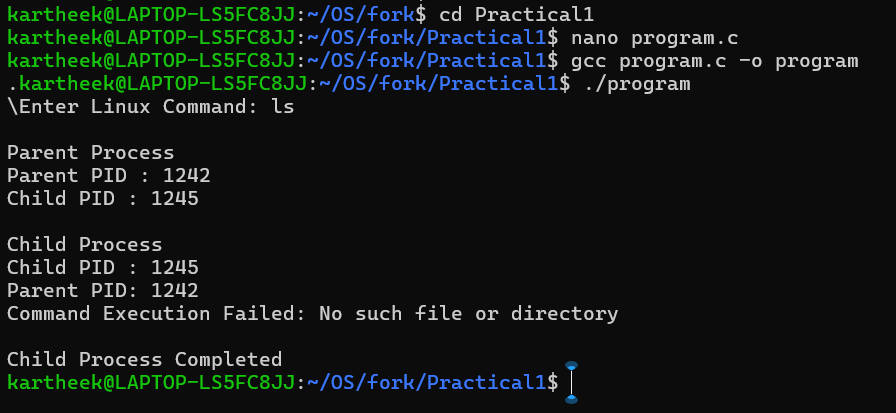 kartheek@LAPTOP-LS5FC8JJ:~/OS/fork$ cd Practical1
kartheek@LAPTOP-LS5FC8JJ:~/OS/fork/Practical1$ nano program.c
kartheek@LAPTOP-LS5FC8JJ:~/OS/fork/Practical1$ gcc program.c -o program
.kartheek@LAPTOP-LS5FC8JJ:~/OS/fork/Practical1$ ./program
\Enter Linux Command: ls

Parent Process
Parent PID : 1242
Child PID : 1245

Child Process
Child PID : 1245
Parent PID: 1242
Command Execution Failed: No such file or directory

Child Process Completed
kartheek@LAPTOP-LS5FC8JJ:~/OS/fork/Practical1$